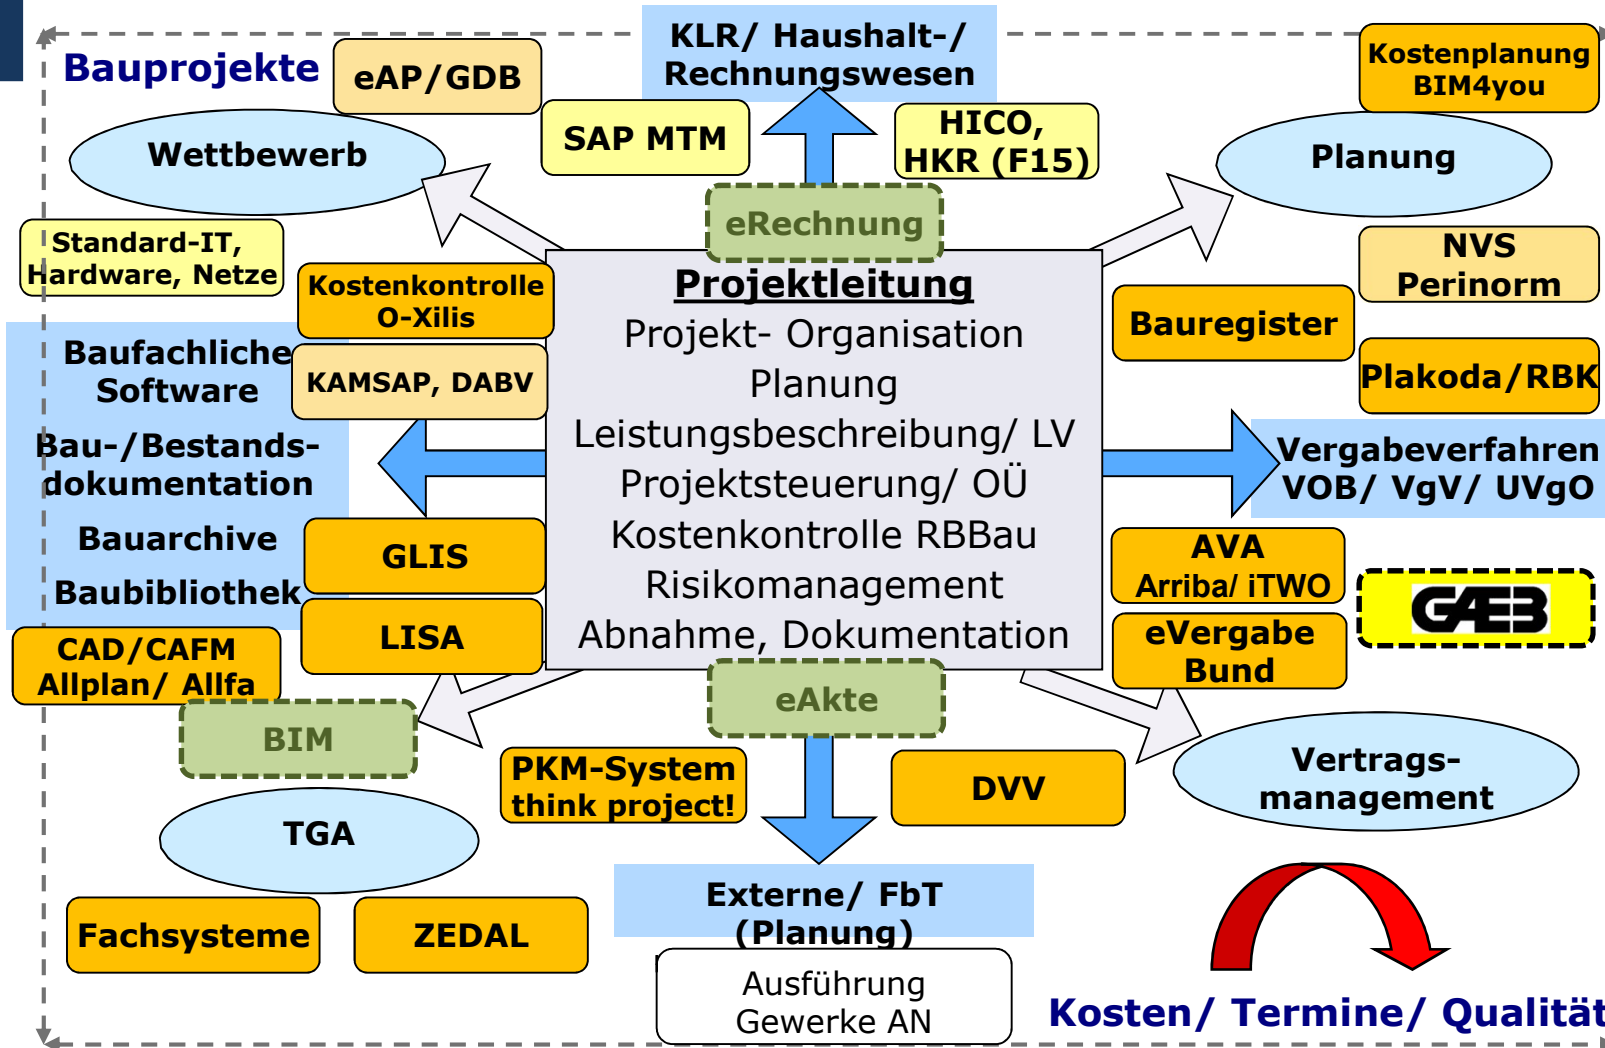 Bauprojekte
eAP/GDB
KLR/ Haushalt-/
Rechnungswesen
Kostenplanung
BIM4you
Wettbewerb
SAP MTM
HICO,
HKR (F15)
Planung
eRechnung
Standard-IT,
Hardware, Netze
NVS
Perinorm
Kostenkontrolle
O-Xilis
Projektleitung
Projekt- Organisation
Planung
Leistungsbeschreibung/ LV
Projektsteuerung/ OÜ
Kostenkontrolle RBBau
Risikomanagement
Abnahme, Dokumentation
Bauregister
Baufachliche
Software
KAMSAP, DABV
Plakoda/RBK
Bau-/Bestands-
dokumentation
Vergabeverfahren
VOB/ VgV/ UVgO
Bauarchive
GLIS
AVA
Arriba/ iTWO
GAEB
Baubibliothek
LISA
eVergabe
Bund
CAD/CAFM
Allplan/ Allfa
eAkte
BIM
PKM-System
think project!
DVV
Vertrags-
management
TGA
Externe/ FbT
(Planung)
Fachsysteme
ZEDAL
Ausführung
Gewerke AN
Kosten/ Termine/ Qualität